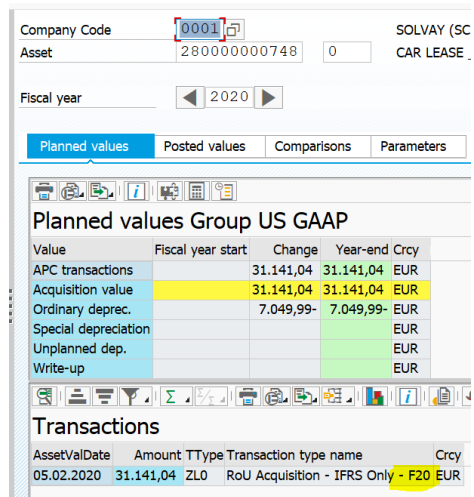 Company Code 0001 SOLVAY (SC
Asset 280000000748 0 CAR LEASE _
Fiscal year 2020
Planned values Posted values Comparisons Parameters
Planned values Group US GAAP
Value Fiscal year start Change Year-end Crcy
APC transactions 31.141,04 31.141,04 EUR
Acquisition value 31.141,04 31.141,04 EUR
Ordinary deprec. 7.049,99- 7.049,99- EUR
Special depreciation EUR
Unplanned dep. EUR
Write-up EUR
Transactions
AssetValDate Amount TType Transaction type name Crcy
05.02.2020 31.141,04 ZL0 RoU Acquisition - IFRS Only - F20 EUR